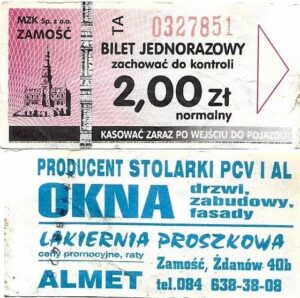 MZK Sp. z o.o.
ZAMOŚĆ
TA
0327851
BILET JEDNORAZOWY
zachować do kontroli
2,00 zł
normalny
KASOWAĆ ZARAZ PO WEJŚCIU DO POJAZDU
PRODUCENT STOLARKI PCV I AL
OKNA drzwi,
zabudowy,
fasady
LAKIERNIA PROSZKOWA
ceny promocyjne, raty
Zamość, Żdanów 40b
ALMET tel.084 638-38-08